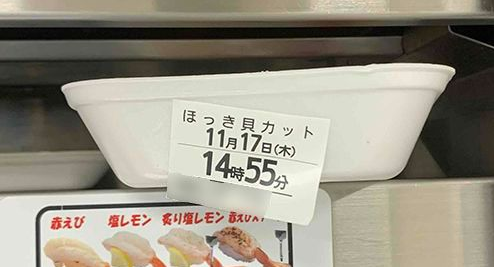 ほっき貝カット
11月17日(木)
14時55分
赤えび 塩レモン 炙り塩レモン